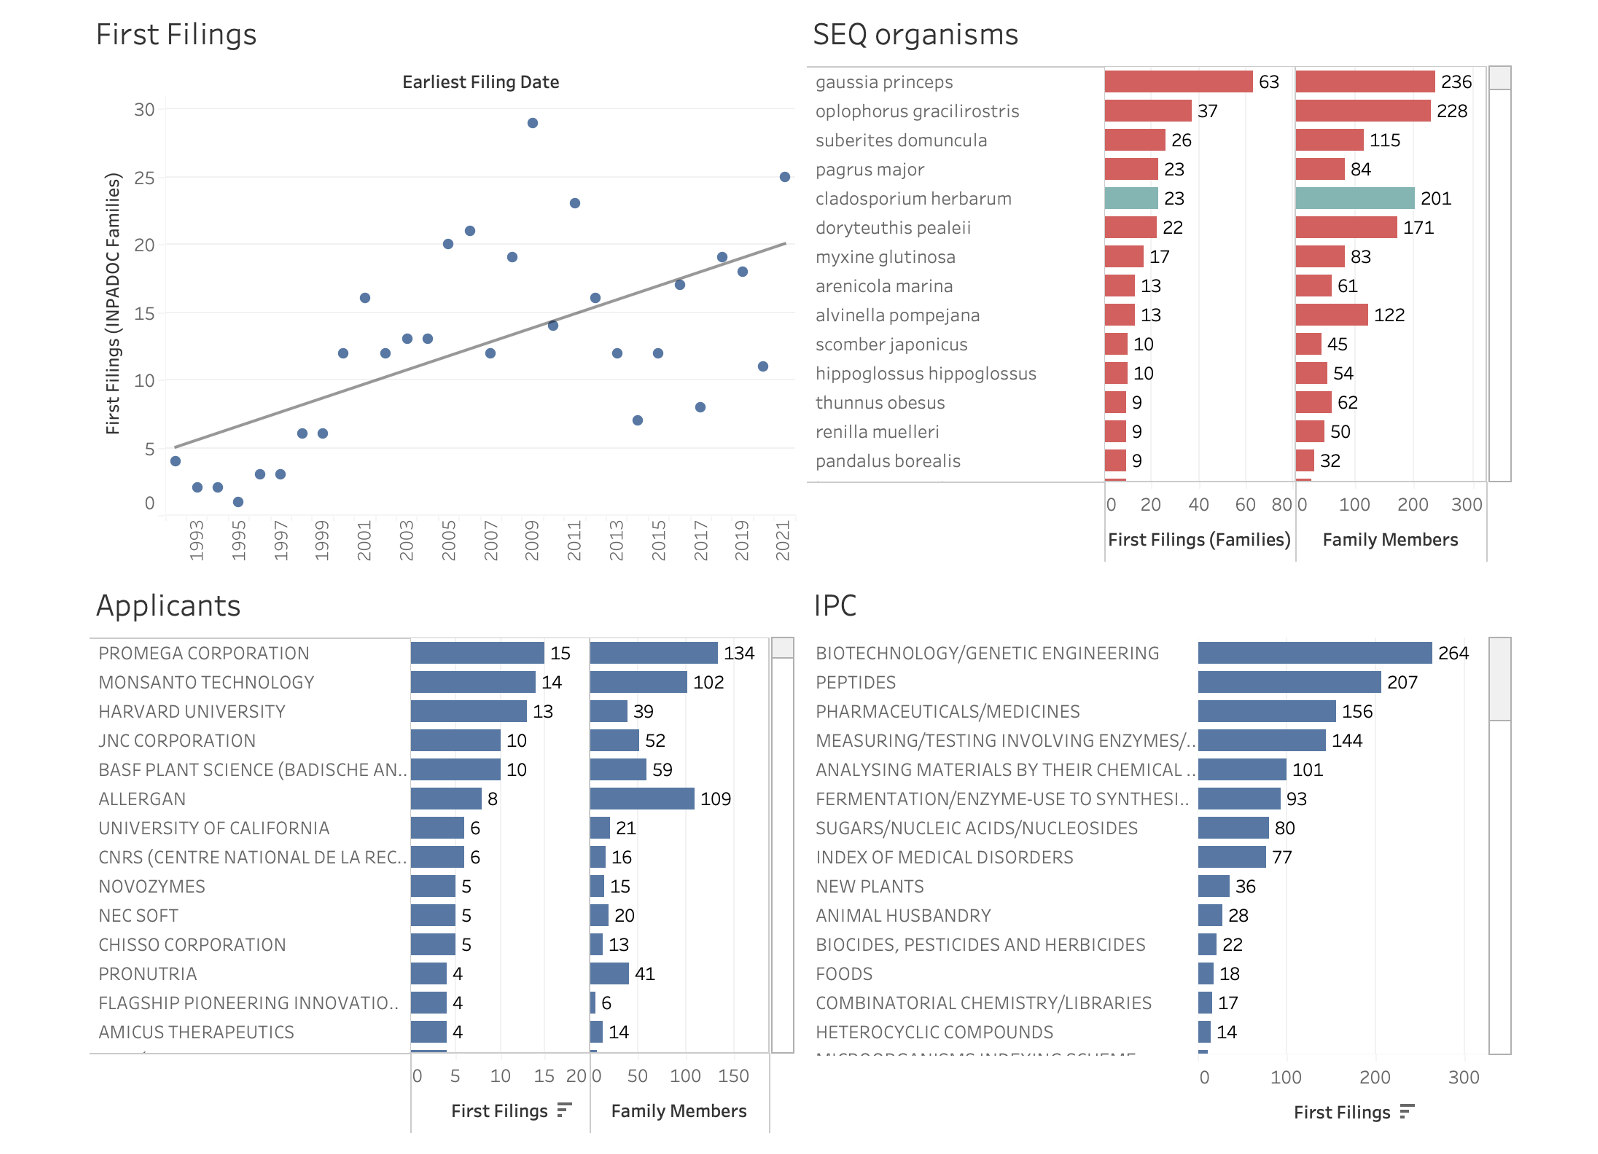 First Filings
Earliest Filing Date
First Filings (INPADOC Families)
30
25
20
15
10
5
0
1993
1995
1997
1999
2001
2003
2005
2007
2009
2011
2013
2015
2017
2019
2021
SEQ organisms
gaussia princeps 63 236
oplophorus gracilirostris 37 228
suberites domuncula 26 115
pagrus major 23 84
cladosporium herbarum 23 201
doryteuthis pealeii 22 171
myxine glutinosa 17 83
arenicola marina 13 61
alvinella pompejana 13 122
scomber japonicus 10 45
hippoglossus hippoglossus 10 54
thunnus obesus 9 62
renilla muelleri 9 50
pandalus borealis 9 32
0 20 40 60 80 0 100 200 300
First Filings (Families) Family Members
Applicants
PROMEGA CORPORATION 15 134
MONSANTO TECHNOLOGY 14 102
HARVARD UNIVERSITY 13 39
JNC CORPORATION 10 52
BASF PLANT SCIENCE (BADISCHE AN.. 10 59
ALLERGAN 8 109
UNIVERSITY OF CALIFORNIA 6 21
CNRS (CENTRE NATIONAL DE LA REC.. 6 16
NOVOZYMES 5 15
NEC SOFT 5 20
CHISSO CORPORATION 5 13
PRONUTRIA 4 41
FLAGSHIP PIONEERING INNOVATIO.. 4 6
AMICUS THERAPEUTICS 4 14
0 5 10 15 20 0 50 100 150
First Filings Family Members
IPC
BIOTECHNOLOGY/GENETIC ENGINEERING 264
PEPTIDES 207
PHARMACEUTICALS/MEDICINES 156
MEASURING/TESTING INVOLVING ENZYMES/.. 144
ANALYSING MATERIALS BY THEIR CHEMICAL .. 101
FERMENTATION/ENZYME-USE TO SYNTHESI.. 93
SUGARS/NUCLEIC ACIDS/NUCLEOSIDES 80
INDEX OF MEDICAL DISORDERS 77
NEW PLANTS 36
ANIMAL HUSBANDRY 28
BIOCIDES, PESTICIDES AND HERBICIDES 22
FOODS 18
COMBINATORIAL CHEMISTRY/LIBRARIES 17
HETEROCYCLIC COMPOUNDS 14
MICROORGANISMS INDEXING SCHEME
0 100 200 300
First Filings